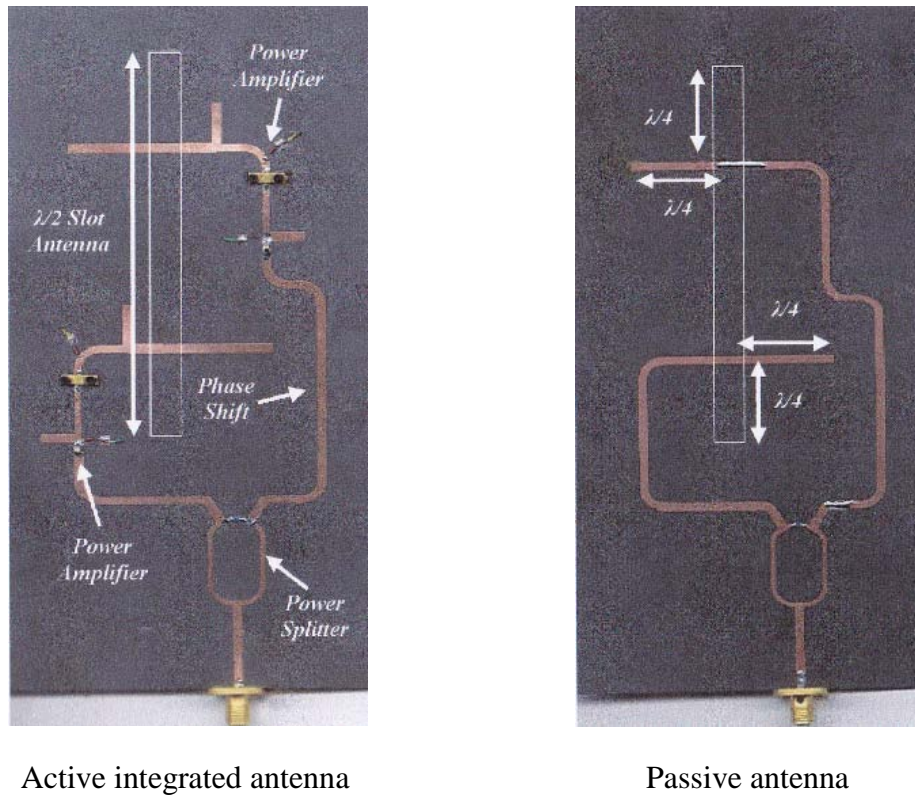 Power
Amplifier
λ/2 Slot
Antenna
Phase
Shift
Power
Amplifier
Power
Splitter
λ/4
λ/4
λ/4
λ/4
Active integrated antenna
Passive antenna